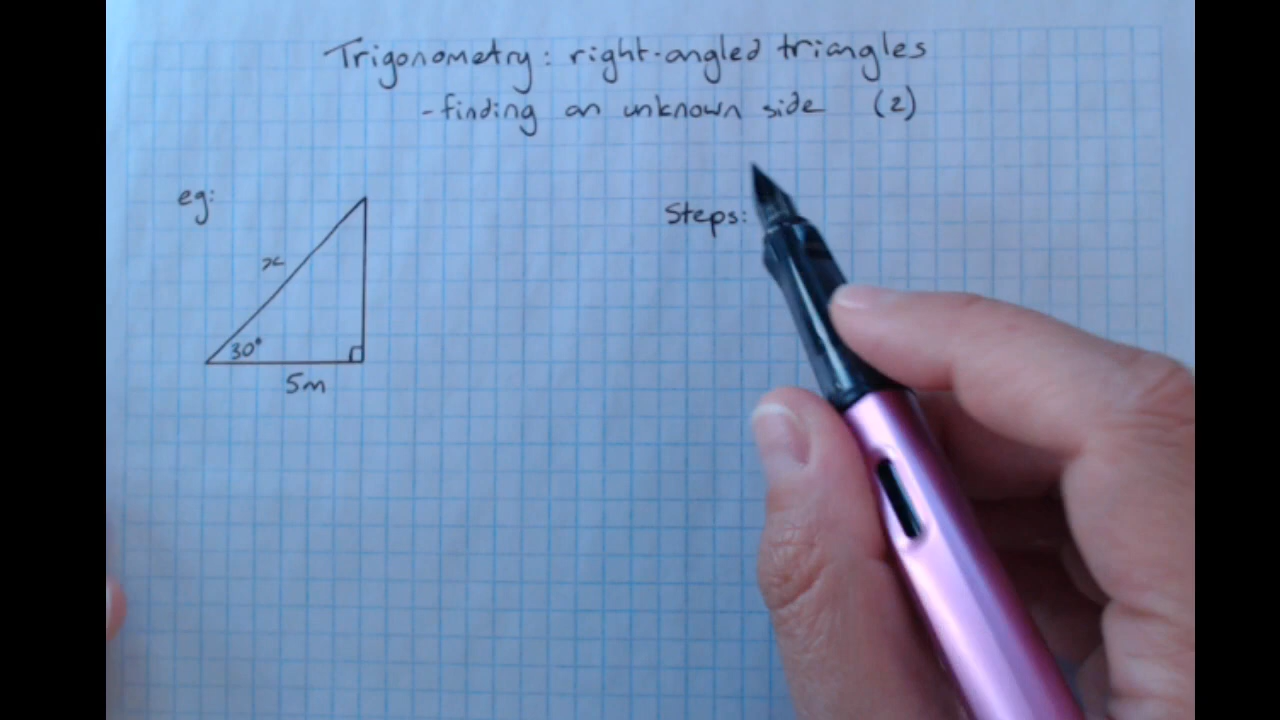 Trigonometry: right-angled triangles
- finding an unknown side (2)
eg:
Steps:
x
30°
5m